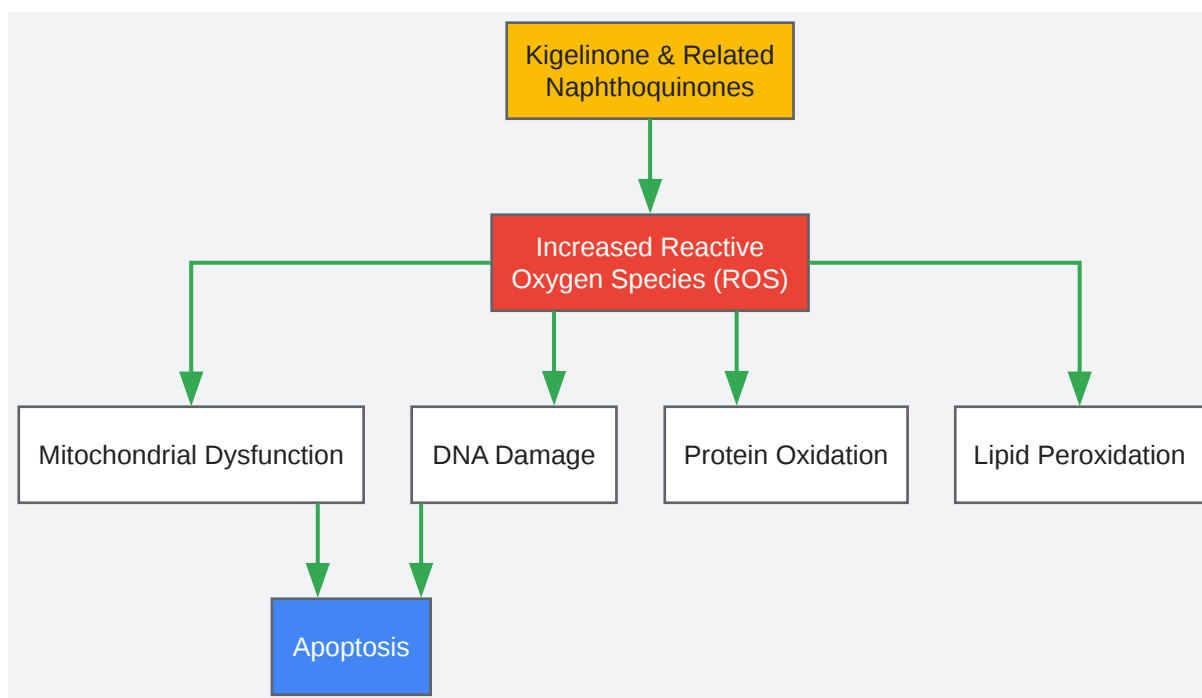 Kigelinone & Related
Naphthoquinones
Increased Reactive
Oxygen Species (ROS)
Mitochondrial Dysfunction
DNA Damage
Protein Oxidation
Lipid Peroxidation
Apoptosis